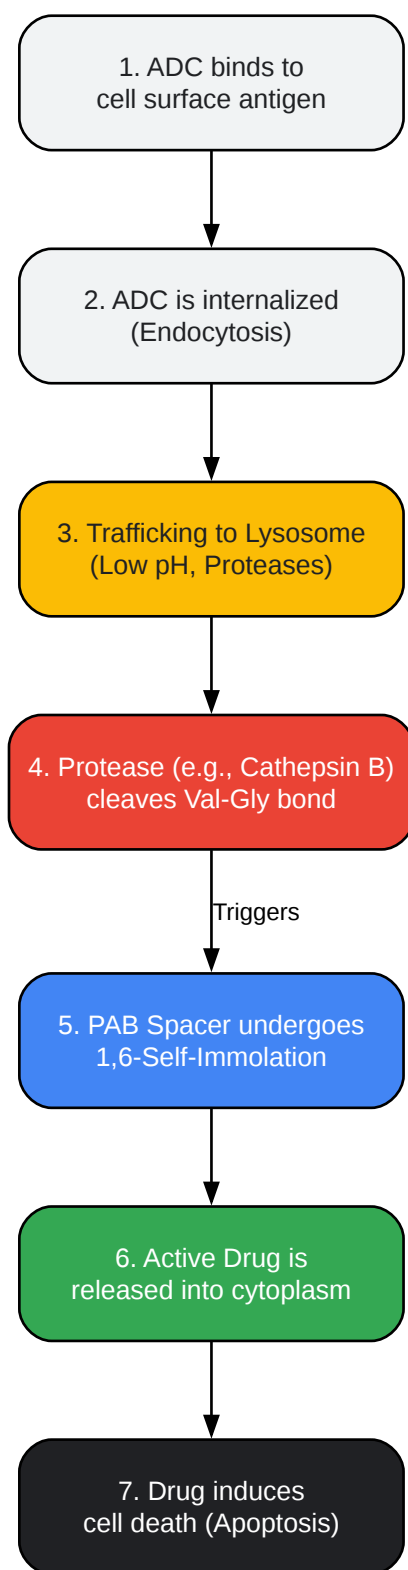 1. ADC binds to
cell surface antigen
2. ADC is internalized
(Endocytosis)
3. Trafficking to Lysosome
(Low pH, Proteases)
4. Protease (e.g., Cathepsin B)
cleaves Val-Gly bond
Triggers
5. PAB Spacer undergoes
1,6-Self-Immolation
6. Active Drug is
released into cytoplasm
7. Drug induces
cell death (Apoptosis)